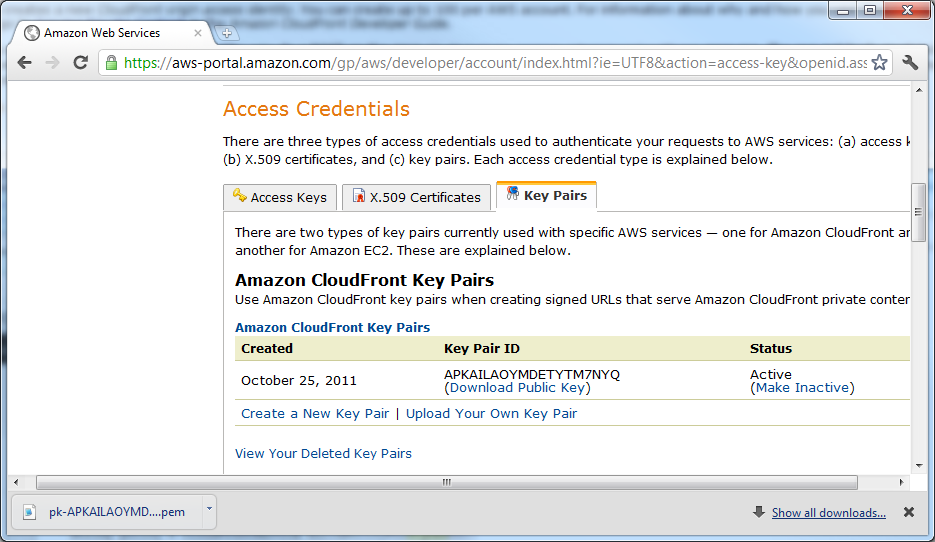 Amazon Web Services
https://aws-portal.amazon.com/gp/aws/developer/account/index.html?ie=UTF8&action=access-key&openid.ass
Access Credentials
There are three types of access credentials used to authenticate your requests to AWS services: (a) access k
(b) X.509 certificates, and (c) key pairs. Each access credential type is explained below.
Access Keys X.509 Certificates Key Pairs
There are two types of key pairs currently used with specific AWS services — one for Amazon CloudFront an
another for Amazon EC2. These are explained below.
Amazon CloudFront Key Pairs
Use Amazon CloudFront key pairs when creating signed URLs that serve Amazon CloudFront private conten
Amazon CloudFront Key Pairs
Created Key Pair ID Status
October 25, 2011 APKAILAOYMDETYTM7NYQ Active
(Download Public Key) (Make Inactive)
Create a New Key Pair | Upload Your Own Key Pair
View Your Deleted Key Pairs
pk-APKAILAOYMD....pem Show all downloads...